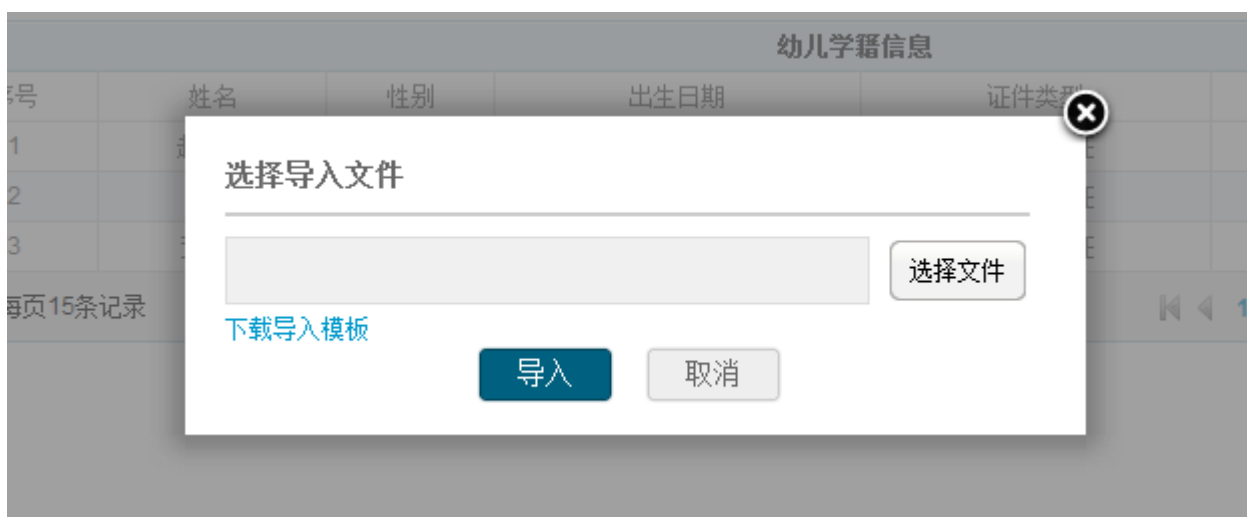 幼儿学籍信息
号 姓名 性别 出生日期 证件类型
1
2
3
每页15条记录
1
选择导入文件
选择文件
下载导入模板
导入 取消